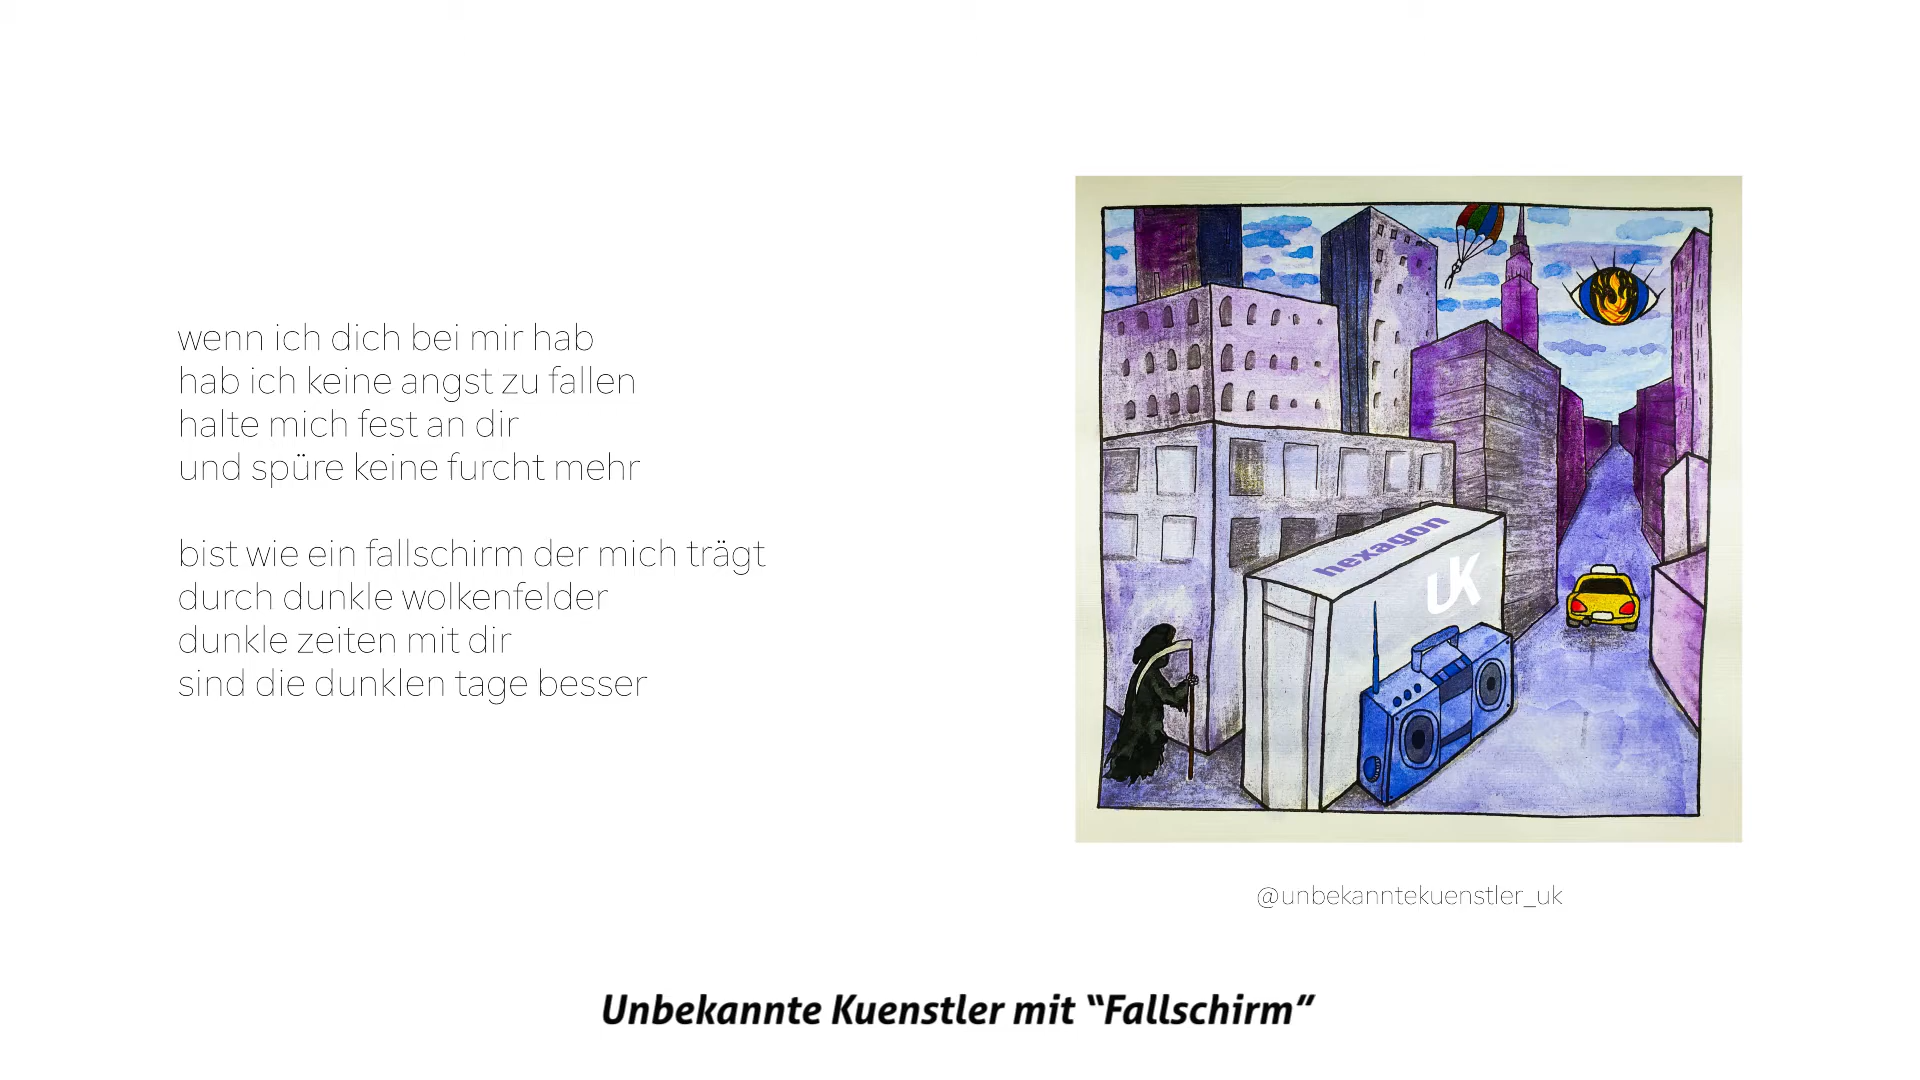 wenn ich dich bei mir hab
hab ich keine angst zu fallen
halte mich fest an dir
und spüre keine furcht mehr
bist wie ein fallschirm der mich trägt
durch dunkle wolkenfelder
dunkle zeiten mit dir
sind die dunklen tage besser
hexagon
UK
@unbekanntekuenstler_uk
Unbekannte Kuenstler mit “Fallschirm”